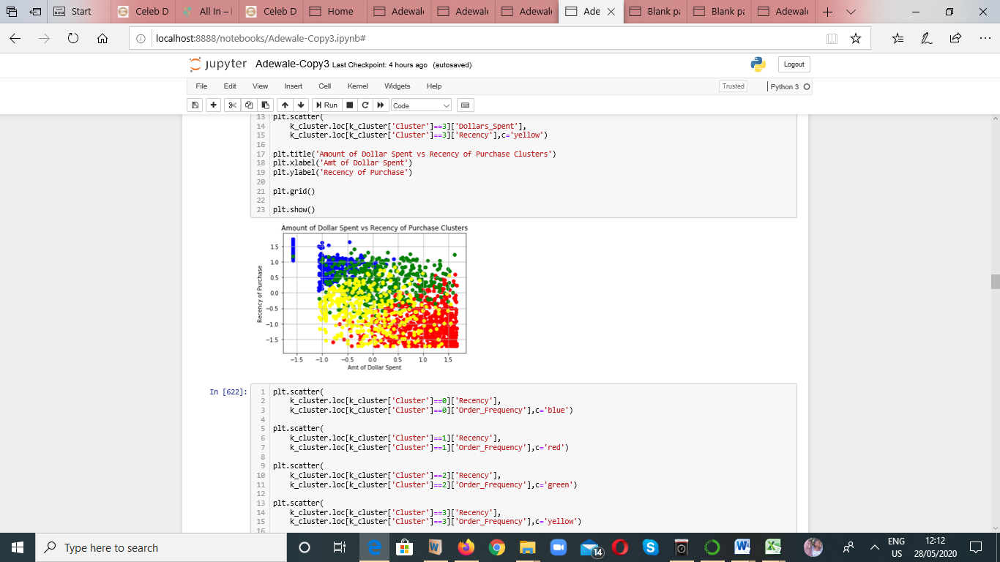 Start
Celeb D
All In –
Celeb D
Home
Adewale
Adewale
Adewale
Ade
Blank pa
Blank pa
Adewale
localhost:8888/notebooks/Adewale-Copy3.ipynb#
jupyter Adewale-Copy3 Last Checkpoint: 4 hours ago (autosaved)
Logout
File Edit View Insert Cell Kernel Widgets Help
Trusted
Python 3
Run
Code
13 plt.scatter(
14 k_cluster.loc[k_cluster['Cluster']==3]['Dollars_Spent'],
15 k_cluster.loc[k_cluster['Cluster']==3]['Recency'],c='yellow')
16
17 plt.title('Amount of Dollar Spent vs Recency of Purchase Clusters')
18 plt.xlabel('Amt of Dollar Spent')
19 plt.ylabel('Recency of Purchase')
20
21 plt.grid()
22
23 plt.show()
Amount of Dollar Spent vs Recency of Purchase Clusters
Recency of Purchase
1.5
1.0
0.5
0.0
−0.5
−1.0
−1.5
−1.5 −1.0 −0.5 0.0 0.5 1.0 1.5
Amt of Dollar Spent
In [622]:
1 plt.scatter(
2 k_cluster.loc[k_cluster['Cluster']==0]['Recency'],
3 k_cluster.loc[k_cluster['Cluster']==0]['Order_Frequency'],c='blue')
4
5 plt.scatter(
6 k_cluster.loc[k_cluster['Cluster']==1]['Recency'],
7 k_cluster.loc[k_cluster['Cluster']==1]['Order_Frequency'],c='red')
8
9 plt.scatter(
10 k_cluster.loc[k_cluster['Cluster']==2]['Recency'],
11 k_cluster.loc[k_cluster['Cluster']==2]['Order_Frequency'],c='green')
12
13 plt.scatter(
14 k_cluster.loc[k_cluster['Cluster']==3]['Recency'],
15 k_cluster.loc[k_cluster['Cluster']==3]['Order_Frequency'],c='yellow')
16
Type here to search
14
ENG
US
12:12
28/05/2020